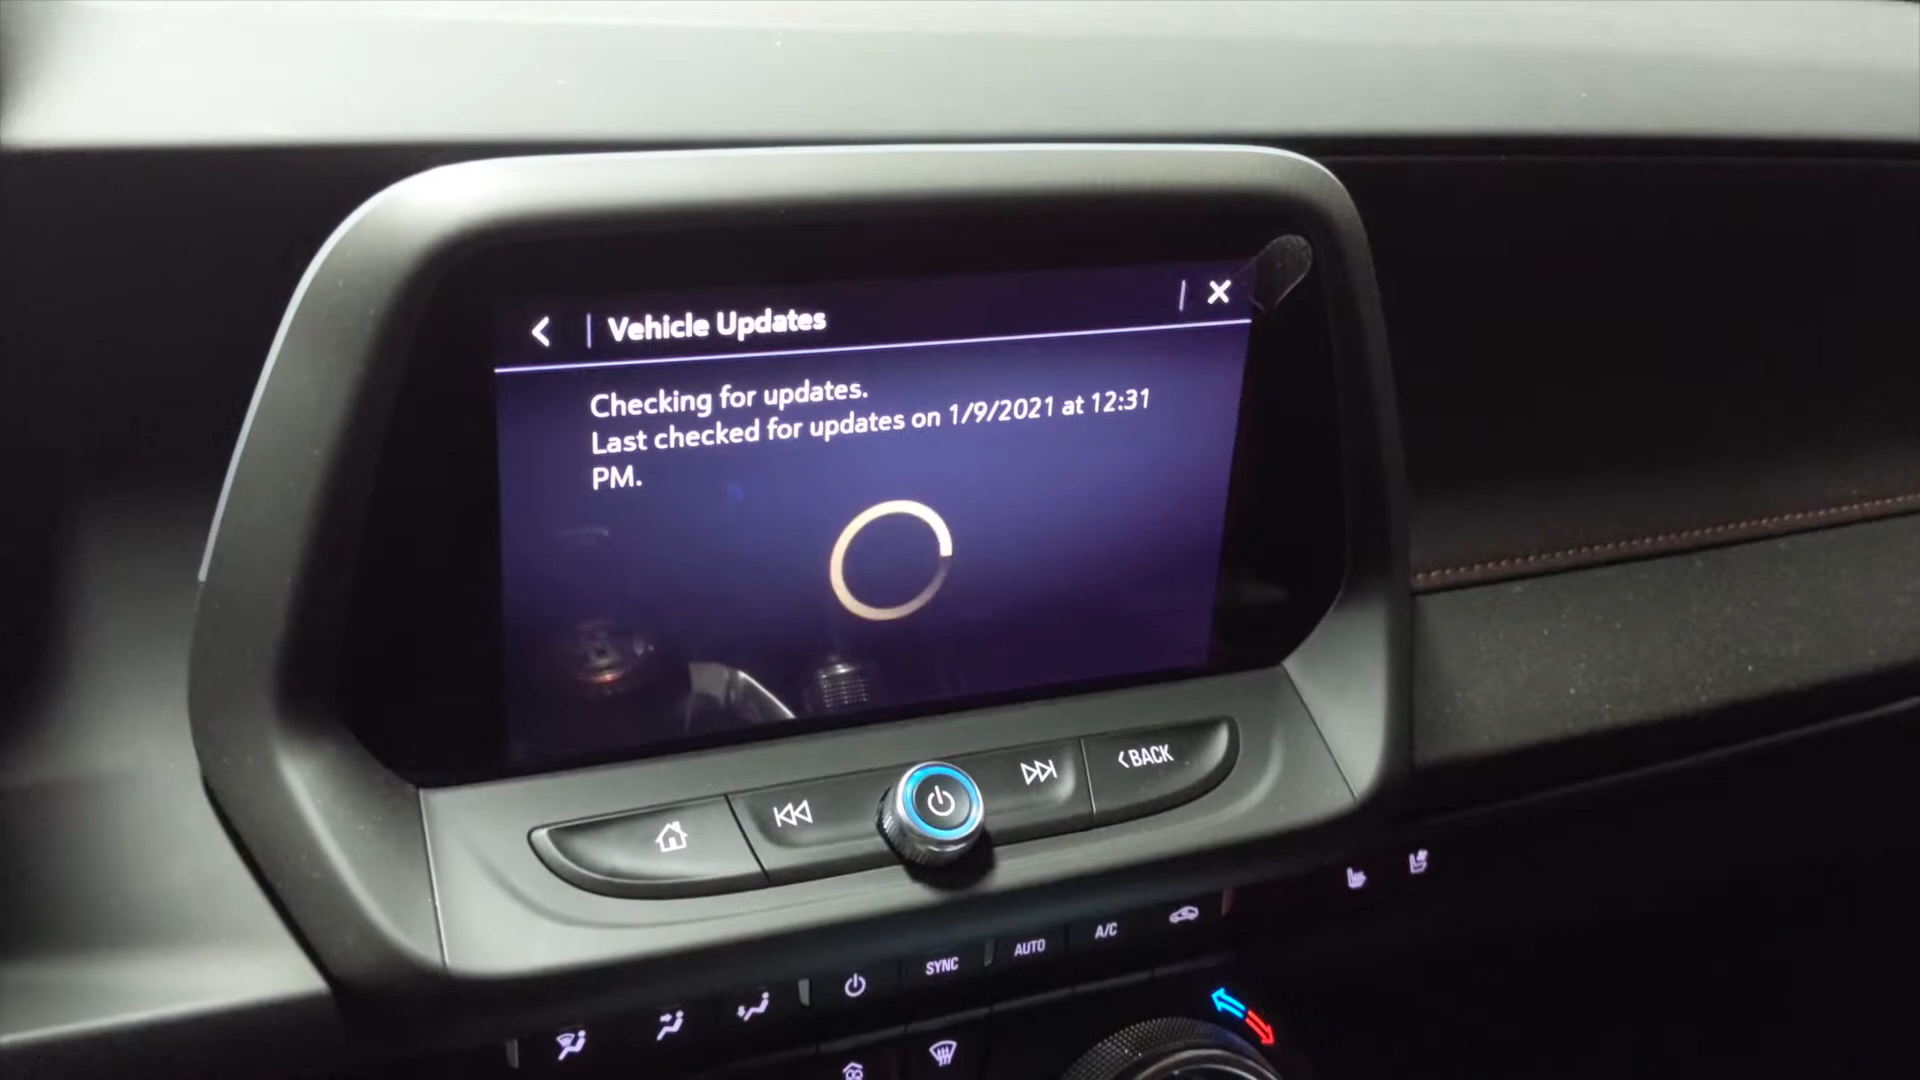 Vehicle Updates
Checking for updates.
Last checked for updates on 1/9/2021 at 12:31
PM.
<BACK
SYNC
AUTO
A/C